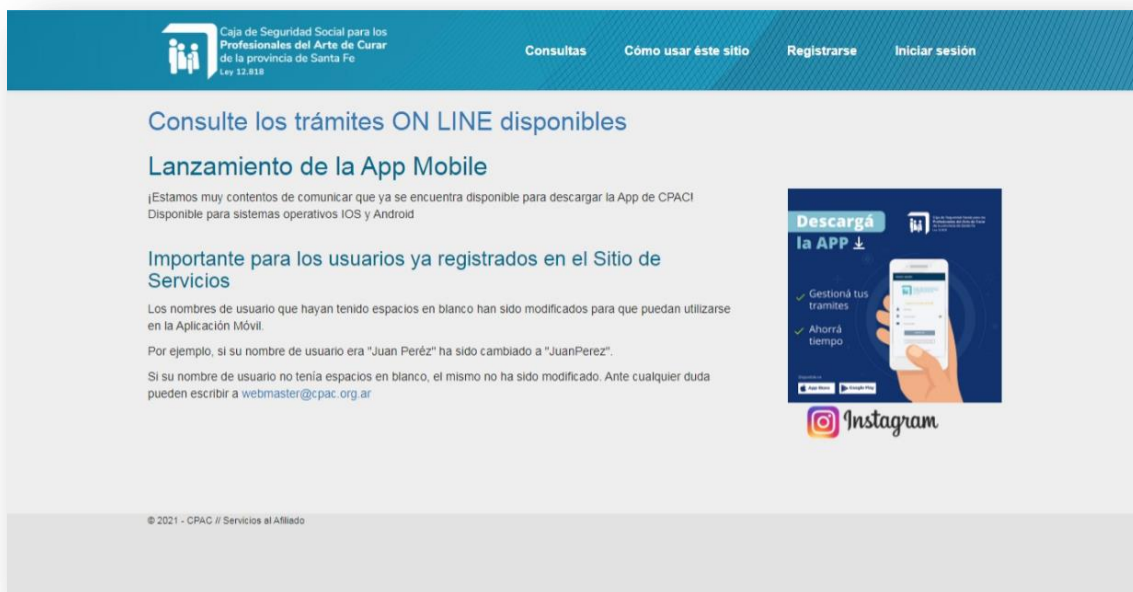 Caja de Seguridad Social para los
Profesionales del Arte de Curar
de la provincia de Santa Fe
Ley 12.818
Consultas
Cómo usar éste sitio
Registrarse
Iniciar sesión
Consulte los trámites ON LINE disponibles
Lanzamiento de la App Mobile
¡Estamos muy contentos de comunicar que ya se encuentra disponible para descargar la App de CPAC!
Disponible para sistemas operativos IOS y Android
Importante para los usuarios ya registrados en el Sitio de
Servicios
Los nombres de usuario que hayan tenido espacios en blanco han sido modificados para que puedan utilizarse
en la Aplicación Móvil.
Por ejemplo, si su nombre de usuario era "Juan Peréz" ha sido cambiado a "JuanPerez".
Si su nombre de usuario no tenía espacios en blanco, el mismo no ha sido modificado. Ante cualquier duda
pueden escribir a webmaster@cpac.org.ar
Descargá
la APP
Gestioná tus
tramites
Ahorrá
tiempo
App Store
Google Play
Instagram
© 2021 - CPAC // Servicios al Afiliado